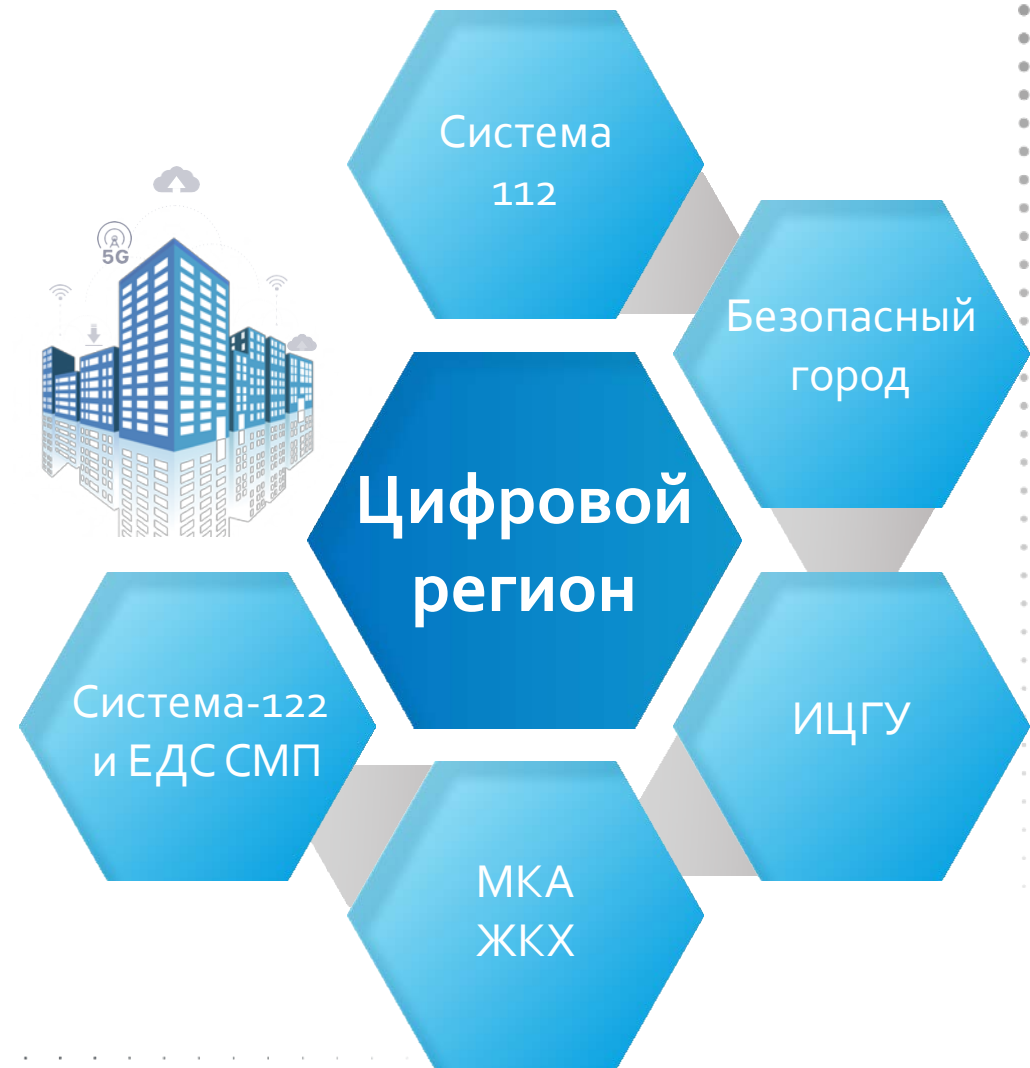 Система
112
5G
Безопасный
город
Цифровой
регион
Система-122
и ЕДС СМП
ИЦГУ
МКА
ЖКХ